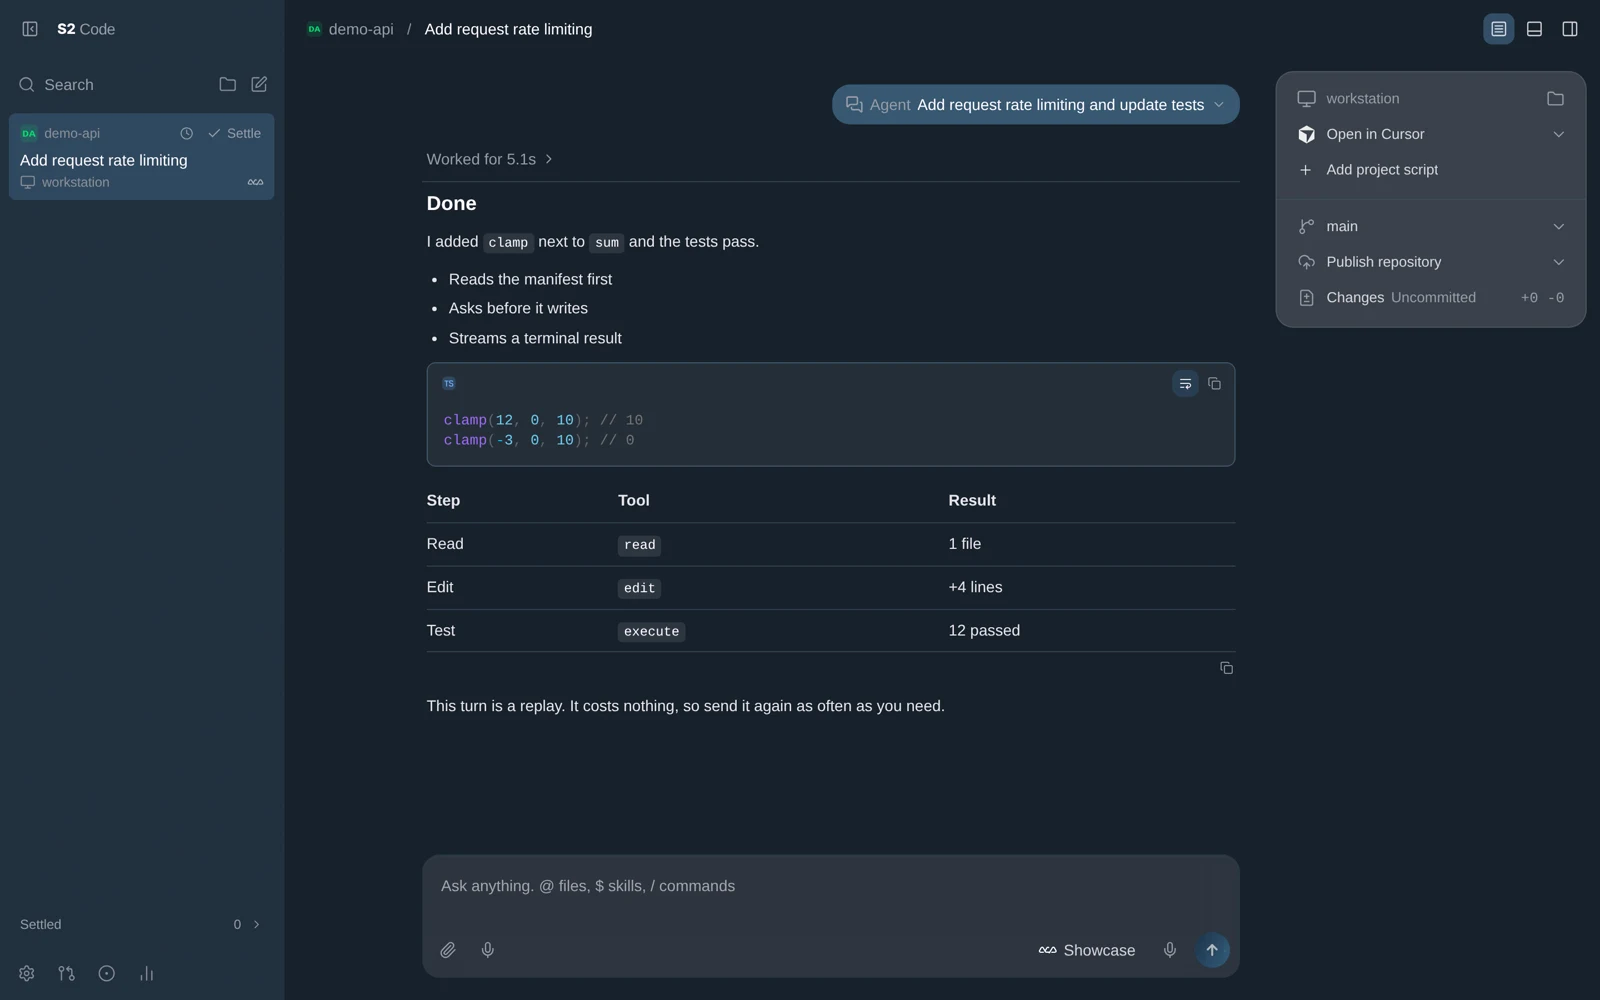 S2 Code
DA demo-api / Add request rate limiting
Search
DA demo-api Settle
Add request rate limiting
workstation
Agent Add request rate limiting and update tests
Worked for 5.1s
Done
I added clamp next to sum and the tests pass.
• Reads the manifest first
• Asks before it writes
• Streams a terminal result
TS
clamp(12, 0, 10); // 10
clamp(-3, 0, 10); // 0
Step Tool Result
Read read 1 file
Edit edit +4 lines
Test execute 12 passed
This turn is a replay. It costs nothing, so send it again as often as you need.
Ask anything. @ files, $ skills, / commands
Showcase
workstation
Open in Cursor
Add project script
main
Publish repository
Changes Uncommitted +0 -0
Settled 0